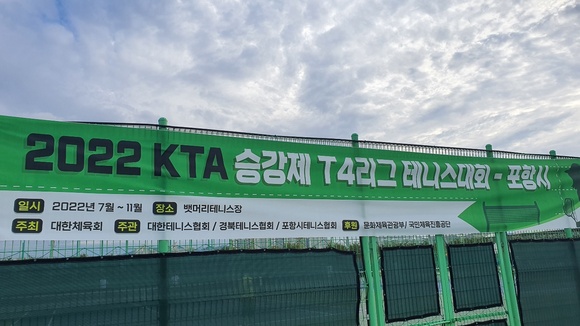 2022 KTA 승강제 T4리그 테니스대회 - 포항시
일시 2022년 7월 ~ 11월 장소 뱃머리테니스장
주최 대한체육회 주관 대한테니스협회 / 경북테니스협회 / 포항시테니스협회 후원 문화체육관광부/ 국민체육진흥공단